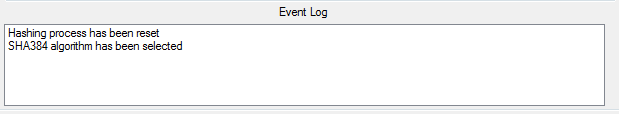 Event Log
Hashing process has been reset
SHA384 algorithm has been selected